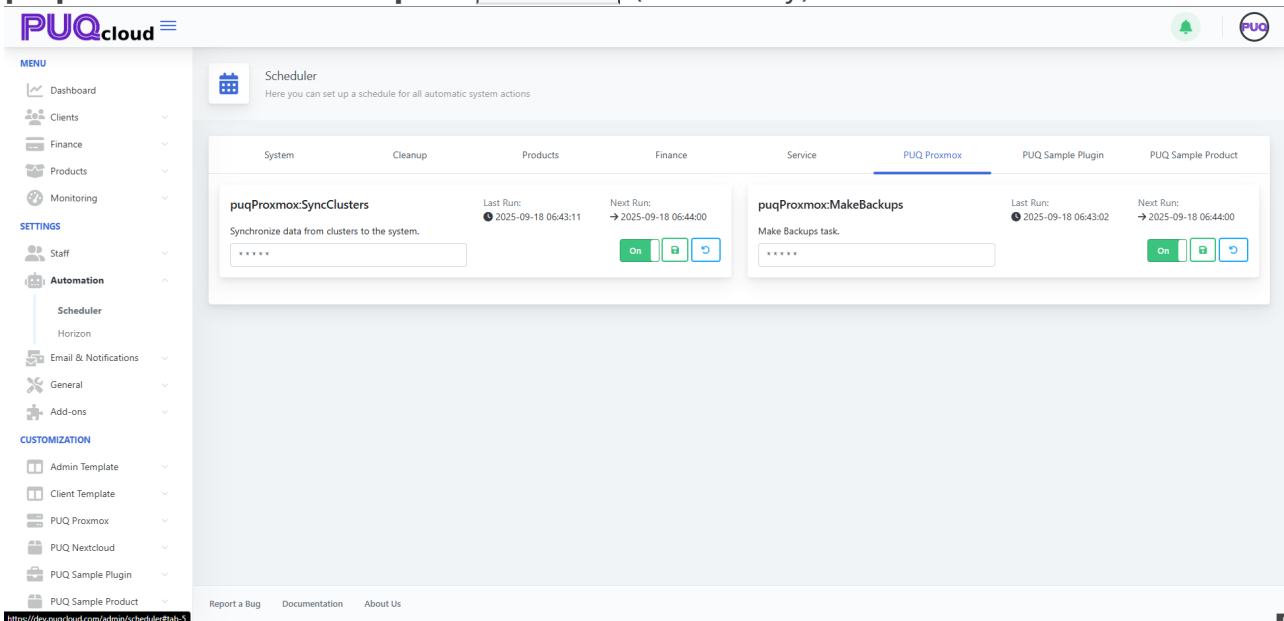 PUQcloud
PUQ
MENU
Dashboard
Clients
Finance
Products
Monitoring
SETTINGS
Staff
Automation
Scheduler
Horizon
Email & Notifications
General
Add-ons
CUSTOMIZATION
Admin Template
Client Template
PUQ Proxmox
PUQ Nextcloud
PUQ Sample Plugin
PUQ Sample Product
https://dev.puqcloud.com/admin/scheduler#tab-5
Scheduler
Here you can set up a schedule for all automatic system actions
System Cleanup Products Finance Service PUQ Proxmox PUQ Sample Plugin PUQ Sample Product
puqProxmox:SyncClusters
Last Run: Next Run:
2025-09-18 06:43:11 → 2025-09-18 06:44:00
Synchronize data from clusters to the system.
* * * * *
On
puqProxmox:MakeBackups
Last Run: Next Run:
2025-09-18 06:43:02 → 2025-09-18 06:44:00
Make Backups task.
* * * * *
On
Report a Bug Documentation About Us